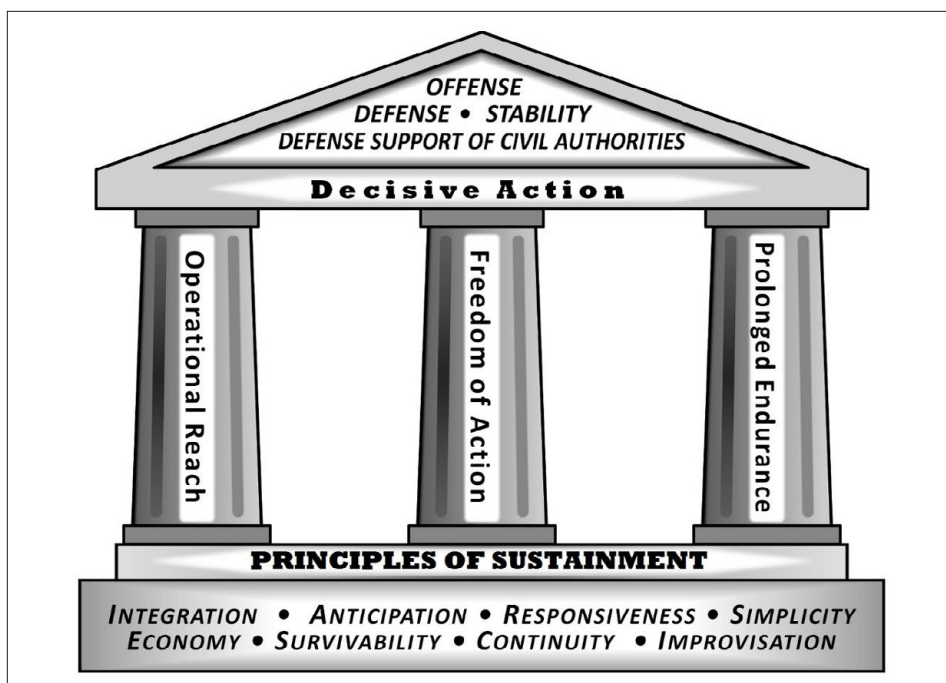 OFFENSE
DEFENSE • STABILITY
DEFENSE SUPPORT OF CIVIL AUTHORITIES
Decisive Action
Operational Reach
Freedom of Action
Prolonged Endurance
PRINCIPLES OF SUSTAINMENT
INTEGRATION • ANTICIPATION • RESPONSIVENESS • SIMPLICITY
ECONOMY • SURVIVABILITY • CONTINUITY • IMPROVISATION